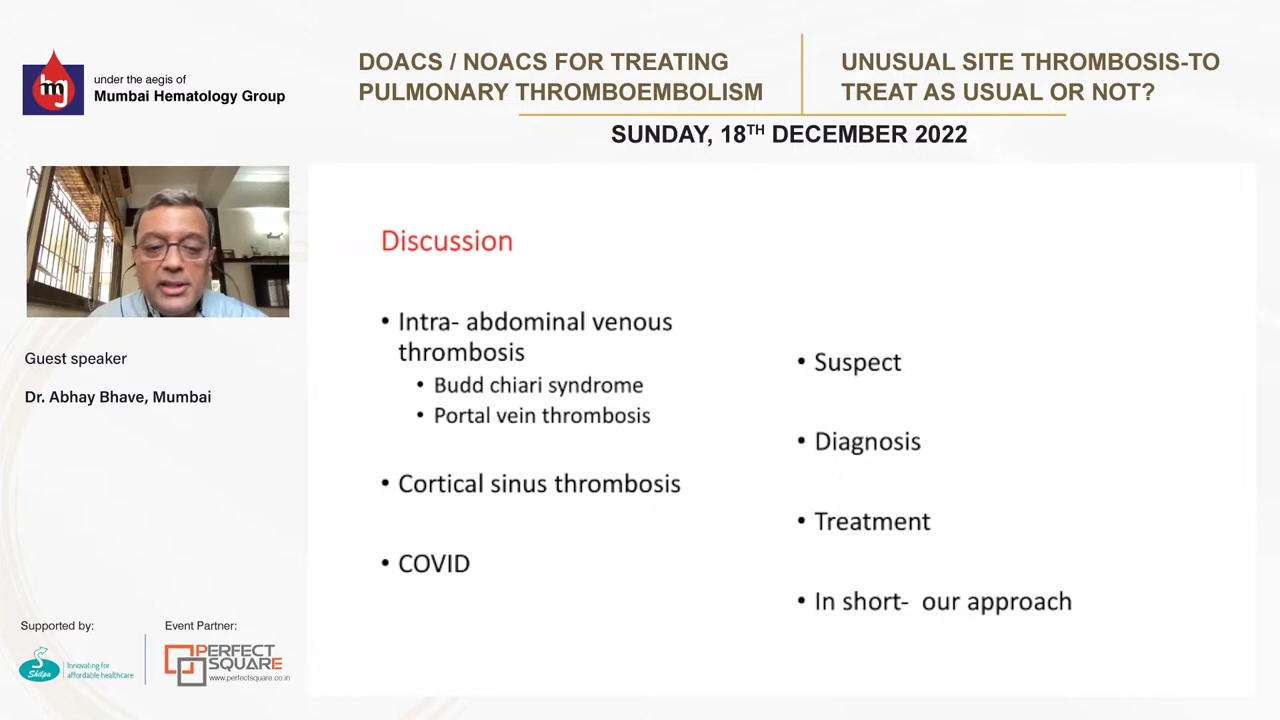 mg
under the aegis of
Mumbai Hematology Group
DOACS / NOACS FOR TREATING
PULMONARY THROMBOEMBOLISM
UNUSUAL SITE THROMBOSIS-TO
TREAT AS USUAL OR NOT?
SUNDAY, 18TH DECEMBER 2022
Guest speaker
Dr. Abhay Bhave, Mumbai
Discussion
• Intra- abdominal venous
thrombosis
• Budd chiari syndrome
• Portal vein thrombosis
• Cortical sinus thrombosis
• COVID
• Suspect
• Diagnosis
• Treatment
• In short- our approach
Supported by:
Shilpa
Innovating for
affordable healthcare
Event Partner:
PERFECT
SQUARE
www.perfectsquare.co.in